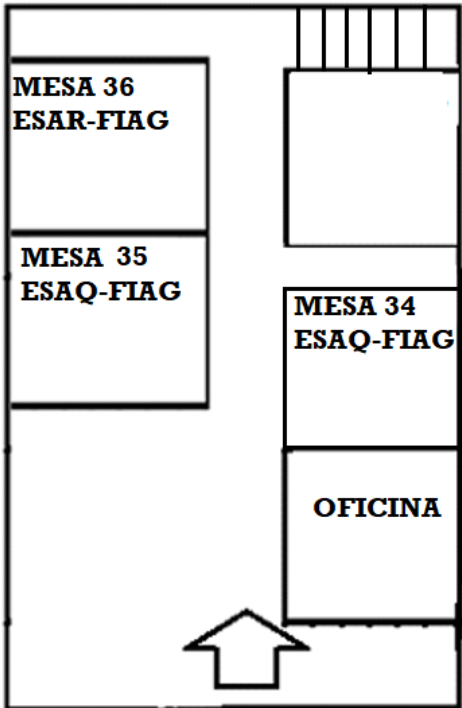 MESA 36
ESAR-FIAG
MESA 35
ESAQ-FIAG
MESA 34
ESAQ-FIAG
OFICINA